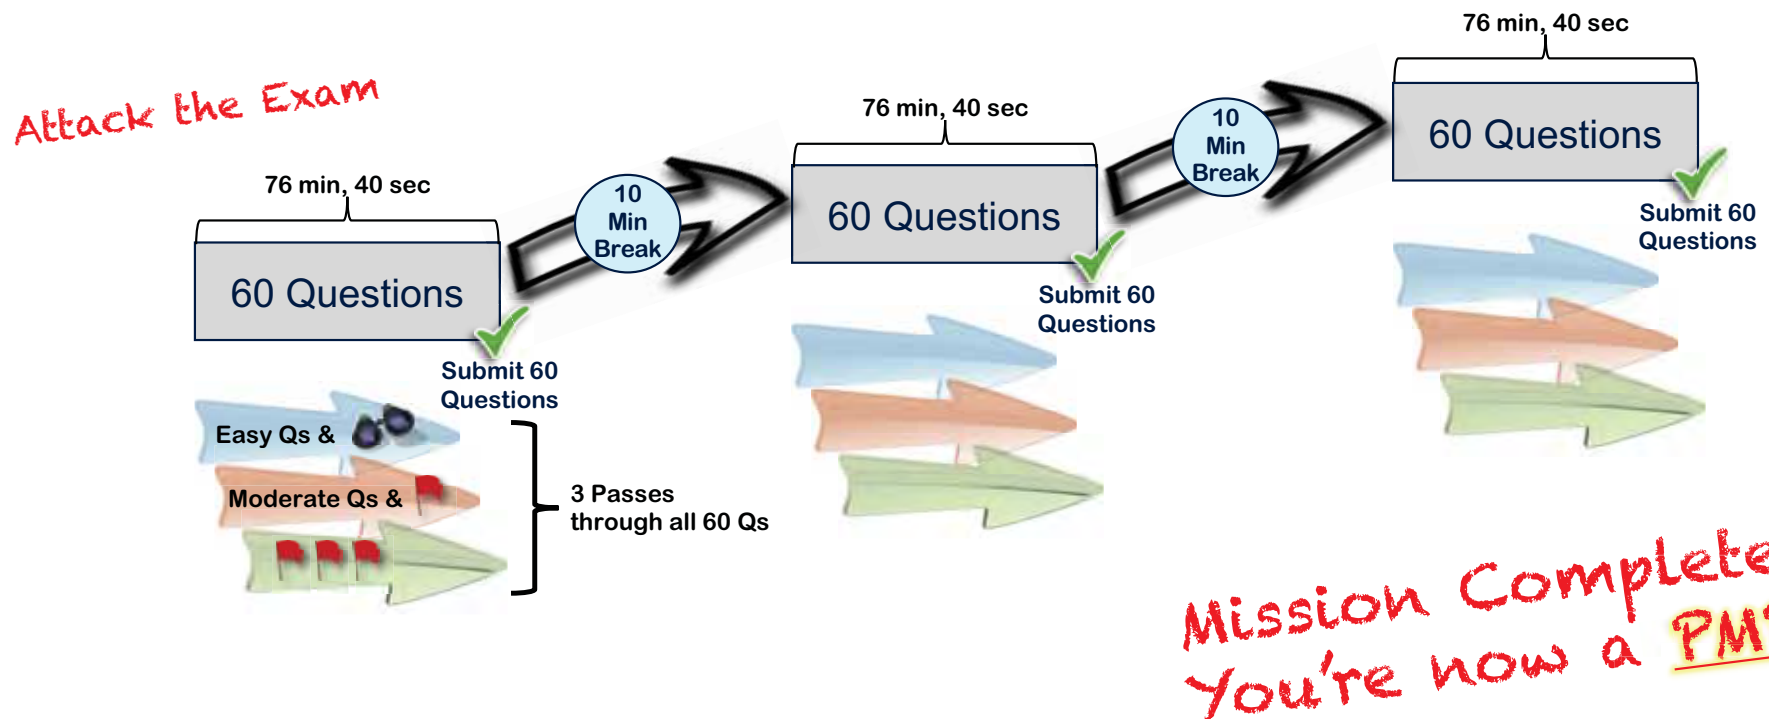 Attack the Exam
76 min, 40 sec
60 Questions
Submit 60
Questions
10
Min
Break
76 min, 40 sec
60 Questions
Submit 60
Questions
10
Min
Break
76 min, 40 sec
60 Questions
Submit 60
Questions
Easy Qs &
Moderate Qs &
3 Passes
through all 60 Qs
Mission Complete
You're now a